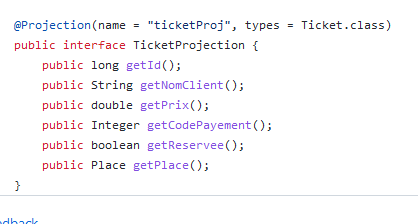 @Projection(name = "ticketProj", types = Ticket.class)
public interface TicketProjection {
    public long getId();
    public String getNomClient();
    public double getPrix();
    public Integer getCodePayement();
    public boolean getReservee();
    public Place getPlace();
}